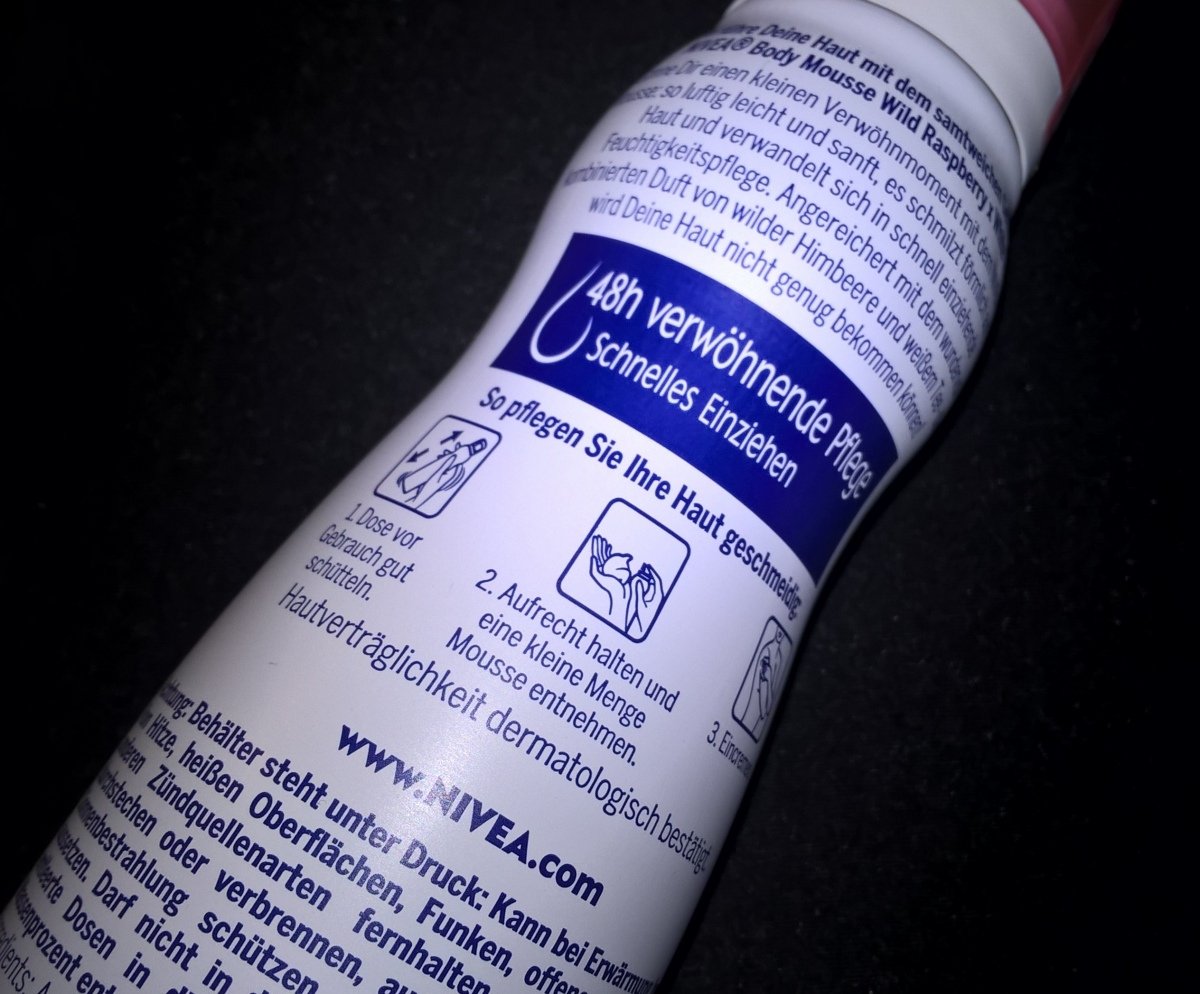 Deine Haut mit dem samtweichen
NIVEA® Body Mousse Wild Raspberry x
Dir einen kleinen Verwöhnmoment mit
so luftig leicht und sanft, es schmilzt förmlich
Haut und verwandelt sich in schnell einziehende
Feuchtigkeitspflege. Angereichert mit dem
kombinierten Duft von wilder Himbeere und weißem Tee
wird Deine Haut nicht genug bekommen können!
48h verwöhnende Pflege
Schnelles Einziehen
So pflegen Sie Ihre Haut geschmeidig:
1. Dose vor
Gebrauch gut
schütteln.
2. Aufrecht halten und
eine kleine Menge
Mousse entnehmen.
3. Eincremen
Hautverträglichkeit dermatologisch bestätigt.
www.NIVEA.com
Behälter steht unter Druck: Kann bei Erwärmung
Hitze, heißen Oberflächen, Funken,
Zündquellenarten fernhalten
oder verbrennen,
schützen
Darf nicht in
Dosen in